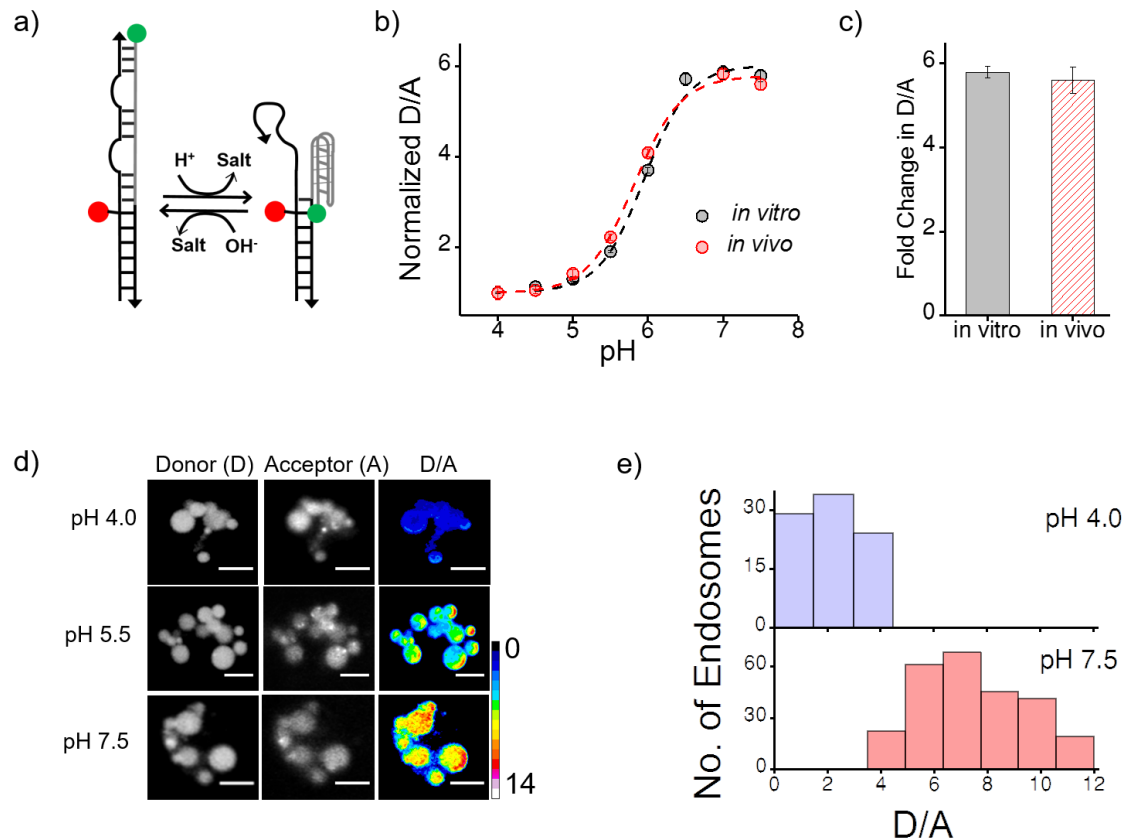 a)
H⁺ Salt
Salt OH⁻
b)
Normalized D/A
6
4
2
in vitro
in vivo
4 5 6 7 8
pH
c)
Fold Change in D/A
6
4
2
0
in vitro in vivo
d)
Donor (D) Acceptor (A) D/A
pH 4.0
pH 5.5
pH 7.5
0
14
e)
No. of Endosomes
30
15
0
pH 4.0
60
30
0
pH 7.5
0 2 4 6 8 10 12
D/A